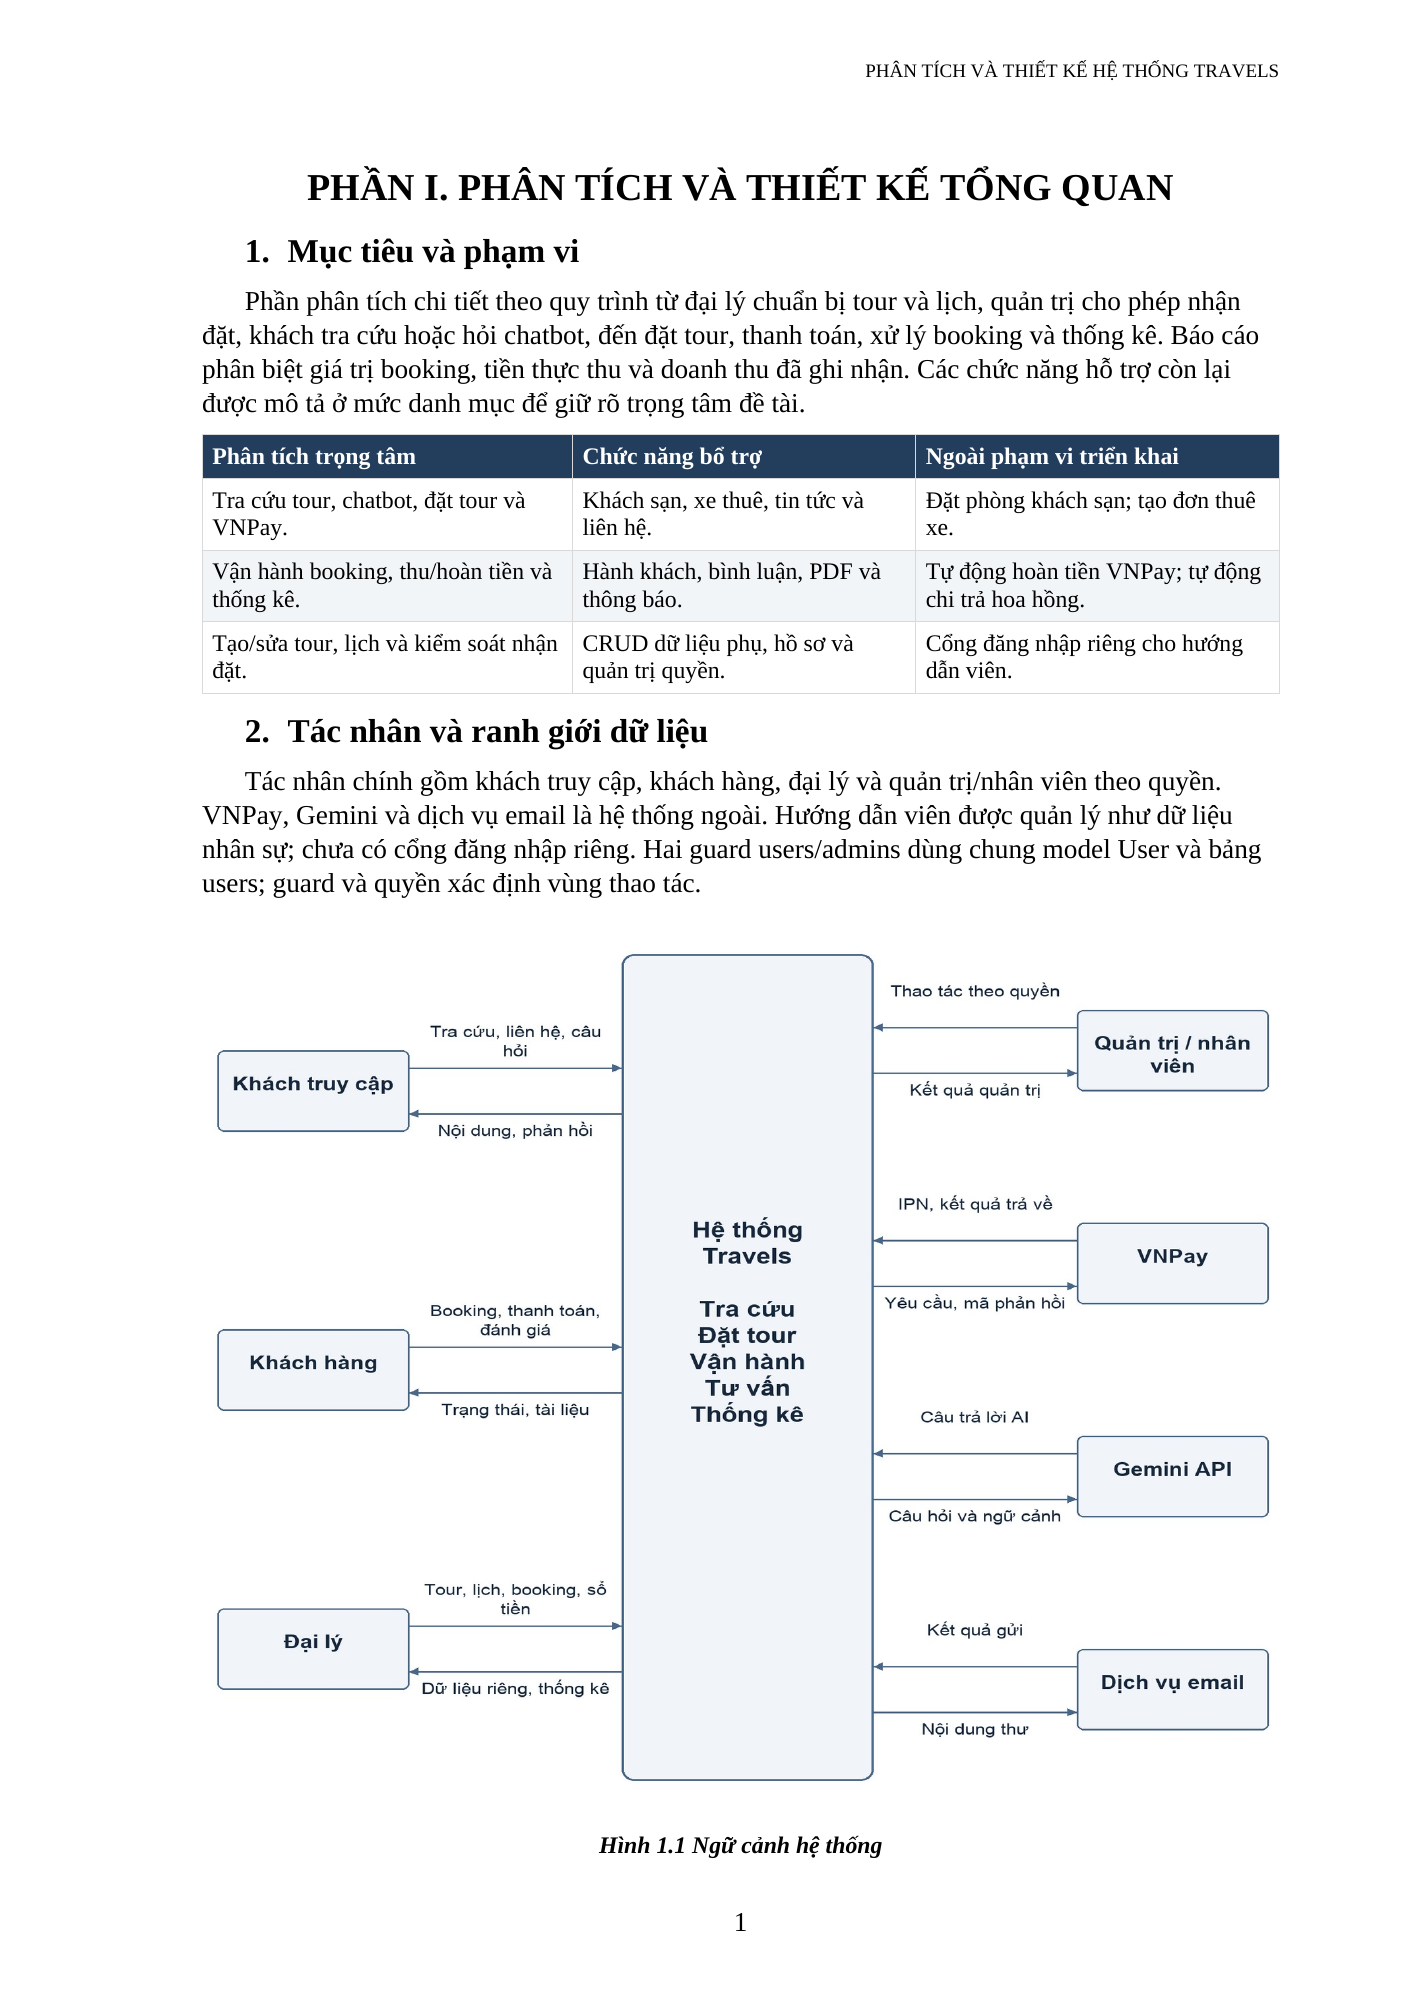 PHÂN TÍCH VÀ THIẾT KẾ HỆ THỐNG TRAVELS
PHẦN I. PHÂN TÍCH VÀ THIẾT KẾ TỔNG QUAN
1. Mục tiêu và phạm vi
Phần phân tích chi tiết theo quy trình từ đại lý chuẩn bị tour và lịch, quản trị cho phép nhận
đặt, khách tra cứu hoặc hỏi chatbot, đến đặt tour, thanh toán, xử lý booking và thống kê. Báo cáo
phân biệt giá trị booking, tiền thực thu và doanh thu đã ghi nhận. Các chức năng hỗ trợ còn lại
được mô tả ở mức danh mục để giữ rõ trọng tâm đề tài.
Phân tích trọng tâm
Chức năng bổ trợ
Ngoài phạm vi triển khai
Tra cứu tour, chatbot, đặt tour và
VNPay.
Khách sạn, xe thuê, tin tức và
liên hệ.
Đặt phòng khách sạn; tạo đơn thuê
xe.
Vận hành booking, thu/hoàn tiền và
thống kê.
Hành khách, bình luận, PDF và
thông báo.
Tự động hoàn tiền VNPay; tự động
chi trả hoa hồng.
Tạo/sửa tour, lịch và kiểm soát nhận
đặt.
CRUD dữ liệu phụ, hồ sơ và
quản trị quyền.
Cổng đăng nhập riêng cho hướng
dẫn viên.
2. Tác nhân và ranh giới dữ liệu
Tác nhân chính gồm khách truy cập, khách hàng, đại lý và quản trị/nhân viên theo quyền.
VNPay, Gemini và dịch vụ email là hệ thống ngoài. Hướng dẫn viên được quản lý như dữ liệu
nhân sự; chưa có cổng đăng nhập riêng. Hai guard users/admins dùng chung model User và bảng
users; guard và quyền xác định vùng thao tác.
Khách truy cập
Tra cứu, liên hệ, câu
hỏi
Nội dung, phản hồi
Khách hàng
Booking, thanh toán,
đánh giá
Trạng thái, tài liệu
Đại lý
Tour, lịch, booking, sổ
tiền
Dữ liệu riêng, thống kê
Hệ thống
Travels
Tra cứu
Đặt tour
Vận hành
Tư vấn
Thống kê
Thao tác theo quyền
Quản trị / nhân
viên
Kết quả quản trị
IPN, kết quả trả về
VNPay
Yêu cầu, mã phản hồi
Câu trả lời AI
Gemini API
Câu hỏi và ngữ cảnh
Kết quả gửi
Dịch vụ email
Nội dung thư
Hình 1.1 Ngữ cảnh hệ thống
1